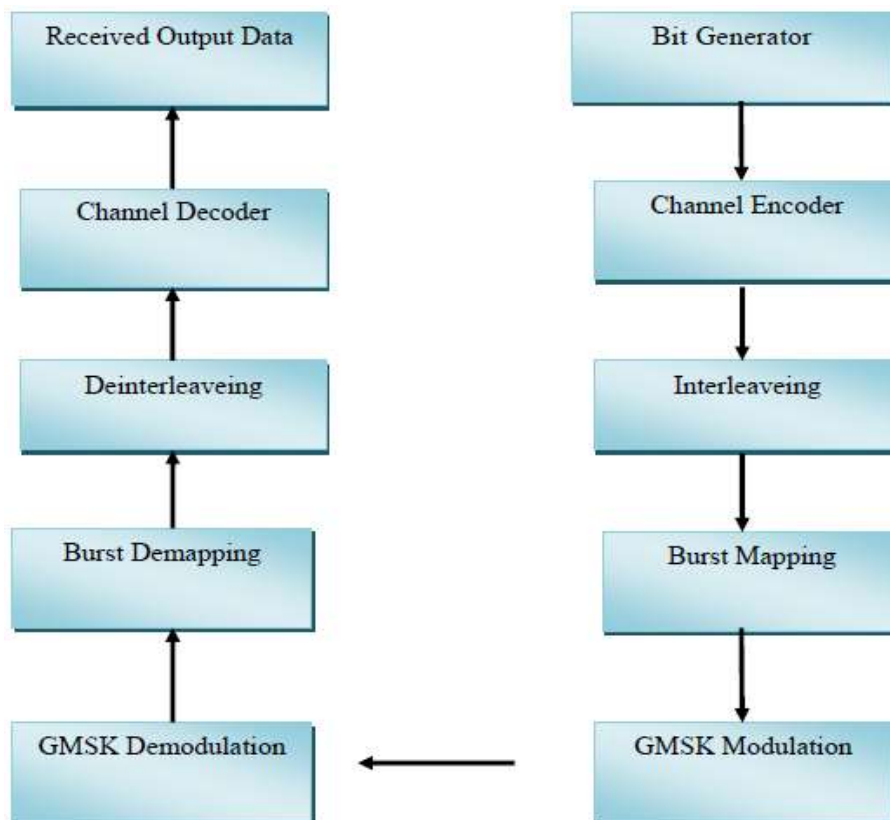 Received Output Data
Bit Generator
Channel Decoder
Channel Encoder
Deinterleaveing
Interleaveing
Burst Demapping
Burst Mapping
GMSK Demodulation
GMSK Modulation